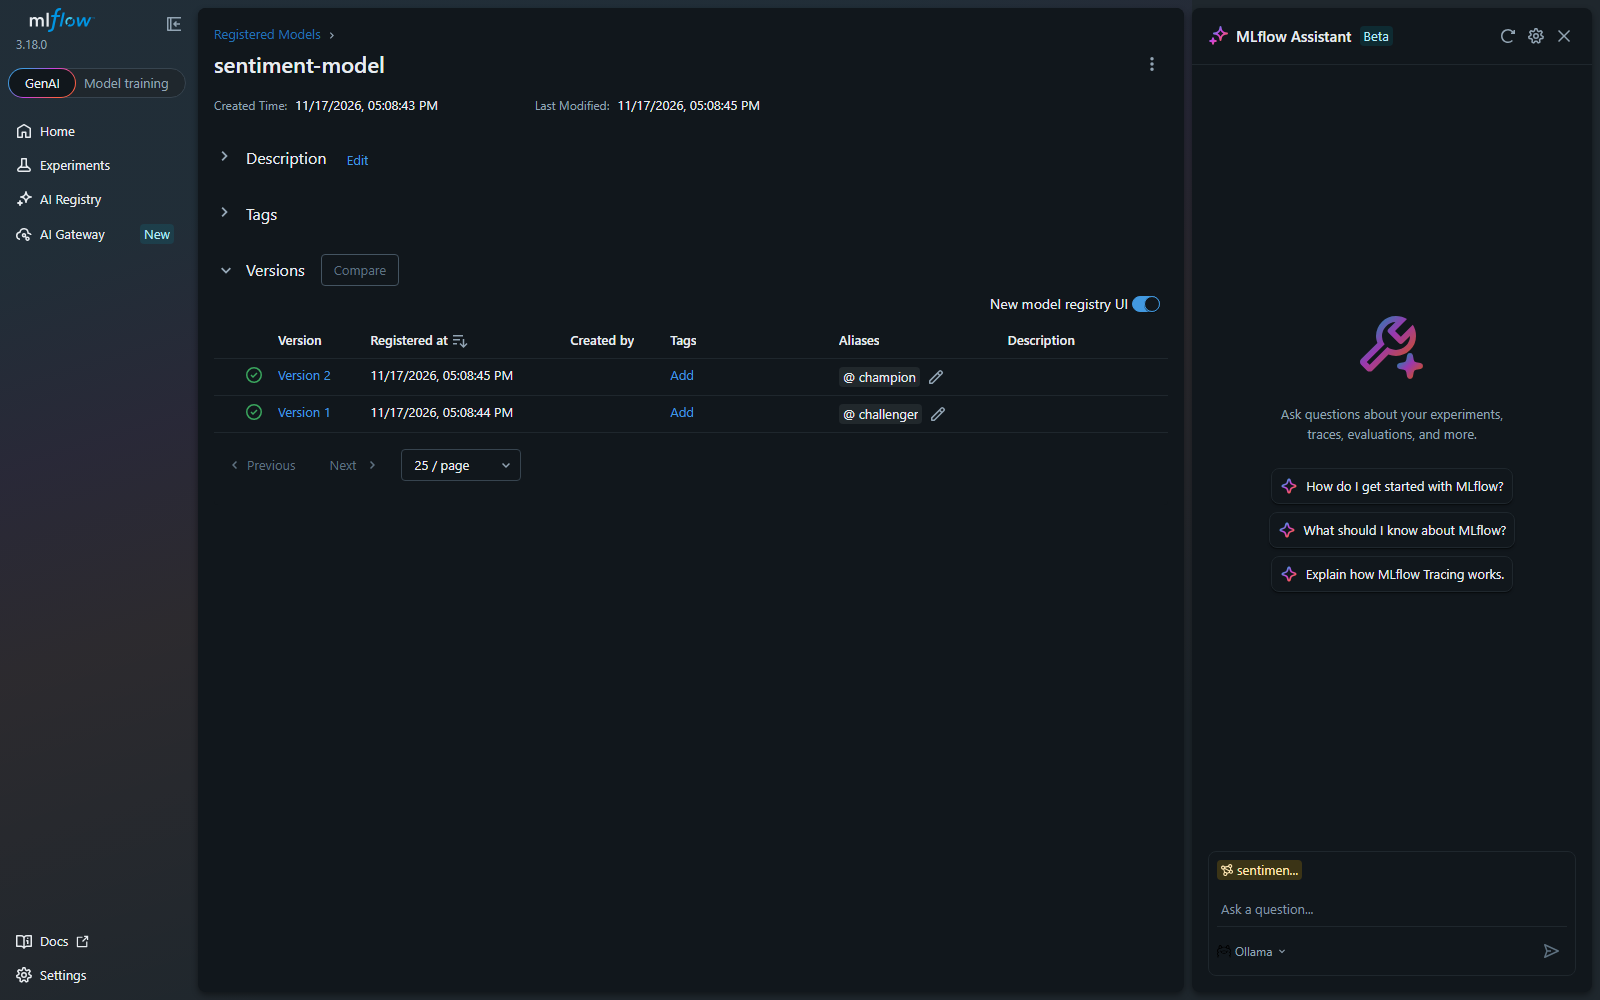 mlflow
3.18.0
GenAI
Model training
Home
Experiments
AI Registry
AI Gateway New
Docs
Settings
Registered Models
sentiment-model
Created Time: 11/17/2026, 05:08:43 PM Last Modified: 11/17/2026, 05:08:45 PM
Description Edit
Tags
Versions Compare
New model registry UI
Version Registered at Created by Tags Aliases Description
Version 2 11/17/2026, 05:08:45 PM Add @ champion
Version 1 11/17/2026, 05:08:44 PM Add @ challenger
Previous Next 25 / page
MLflow Assistant Beta
Ask questions about your experiments,
traces, evaluations, and more.
How do I get started with MLflow?
What should I know about MLflow?
Explain how MLflow Tracing works.
sentimen...
Ask a question...
Ollama